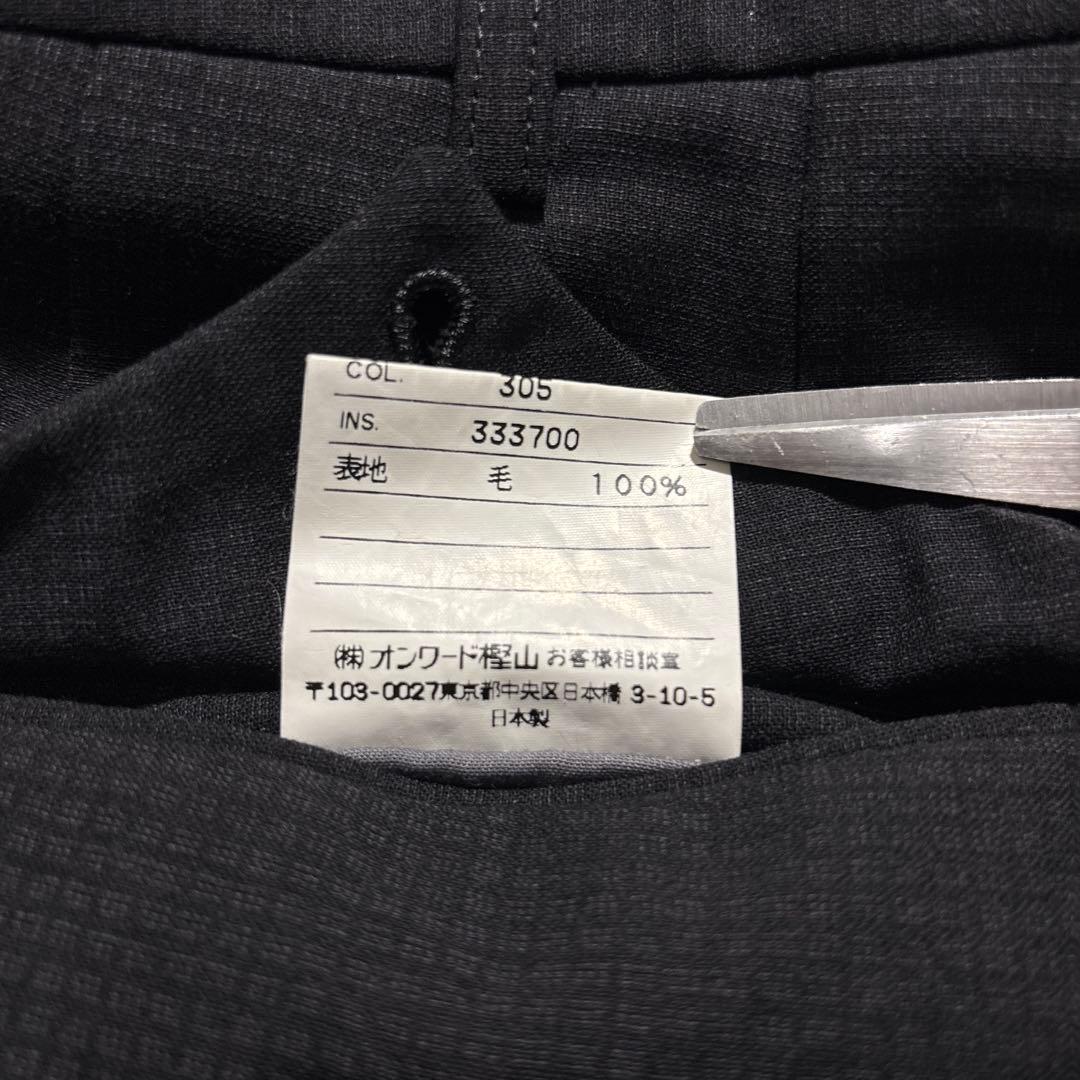 COL. 305
INS. 333700
表地 毛 100%
(株)オンワード樫山 お客様相談室
〒103-0027東京都中央区日本橋 3-10-5
日本製